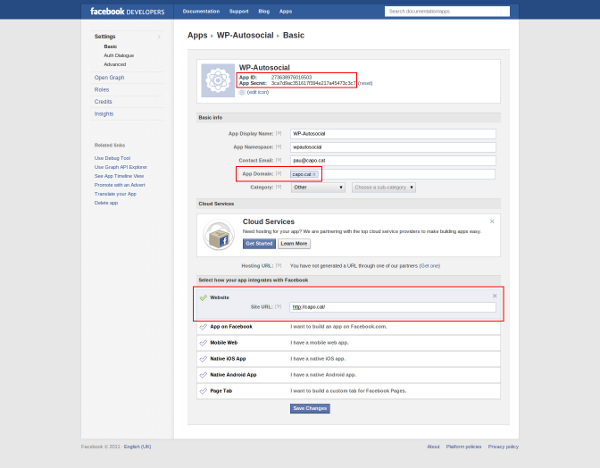 facebook DEVELOPERS
Documentation Support Blog Apps
Search documentation/apps
Settings
Basic
Auth Dialogue
Advanced
Open Graph
Roles
Credits
Insights
Related links
Use Debug Tool
Use Graph API Explorer
See App Timeline View
Promote with an Advert
Translate your App
Delete app
Apps ▸ WP-Autosocial ▸ Basic
WP-Autosocial
App ID:
App Secret: (reset)
(edit icon)
Basic info
App Display Name: [?] WP-Autosocial
App Namespace: [?] wpautosocial
Contact Email: [?] pau@capo.cat
App Domain: [?] capo.cat ×
Category: [?] Other Choose a sub-category
Cloud Services
Cloud Services
Need hosting for your app? We are partnering with the top cloud service providers to make building apps easy.
Get Started Learn More
Hosting URL: [?] You have not generated a URL through one of our partners (Get one)
Select how your app integrates with Facebook
Website
Site URL: [?] http://capo.cat/
App on Facebook I want to build an app on Facebook.com.
Mobile Web I have a mobile web app.
Native iOS App I have a native iOS app.
Native Android App I have a native Android app.
Page Tab I want to build a custom tab for Facebook Pages.
Save Changes
Facebook © 2011 · English (UK)
About Platform policies Privacy policy